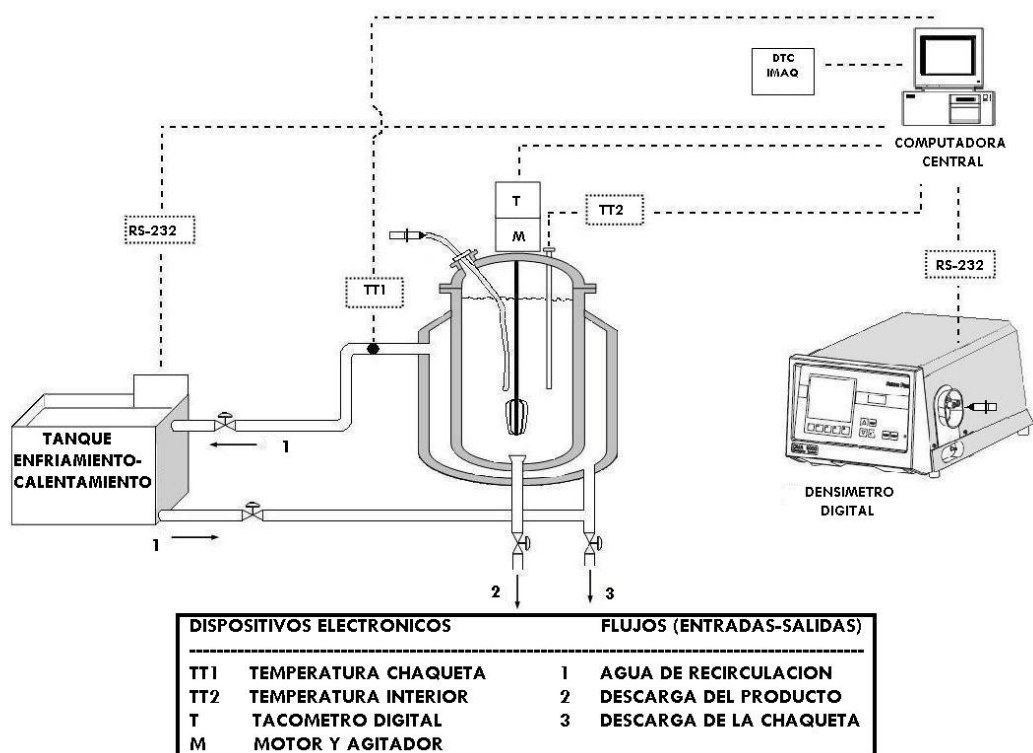 DTC
IMAQ
COMPUTADORA
CENTRAL
T
M
TT2
RS-232
RS-232
TT1
TANQUE
ENFRIAMIENTO-
CALENTAMIENTO
1
1
2
3
DENSIMETRO
DIGITAL
DISPOSITIVOS ELECTRONICOS FLUJOS (ENTRADAS-SALIDAS)
TT1 TEMPERATURA CHAQUETA 1 AGUA DE RECIRCULACION
TT2 TEMPERATURA INTERIOR 2 DESCARGA DEL PRODUCTO
T TACOMETRO DIGITAL 3 DESCARGA DE LA CHAQUETA
M MOTOR Y AGITADOR